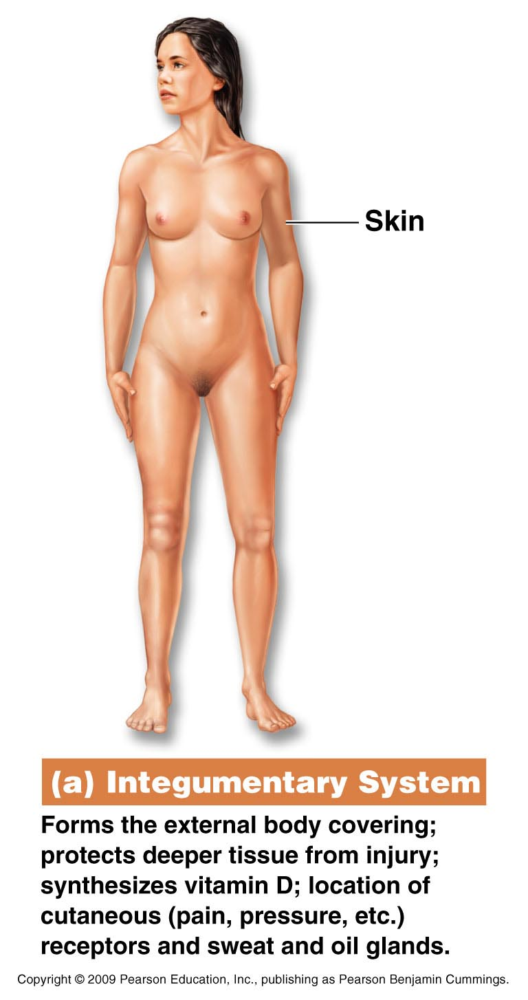 Skin
(a) Integumentary System
Forms the external body covering;
protects deeper tissue from injury;
synthesizes vitamin D; location of
cutaneous (pain, pressure, etc.)
receptors and sweat and oil glands.
Copyright © 2009 Pearson Education, Inc., publishing as Pearson Benjamin Cummings.